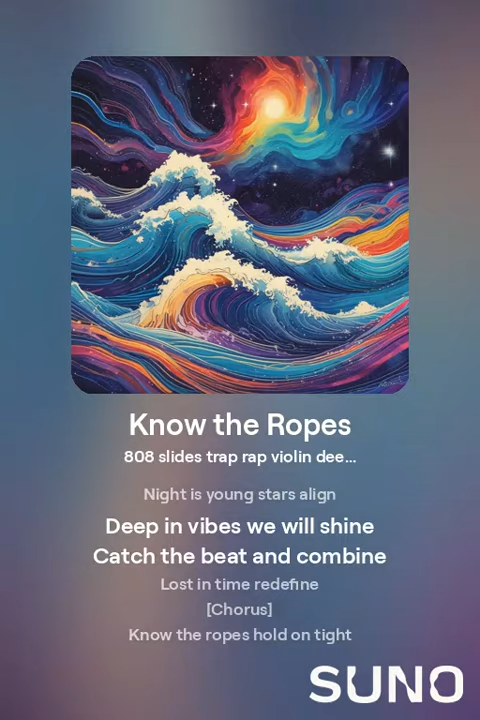 Know the Ropes
808 slides trap rap violin dee...
Night is young stars align
Deep in vibes we will shine
Catch the beat and combine
Lost in time redefine
[Chorus]
Know the ropes hold on tight
SUNO